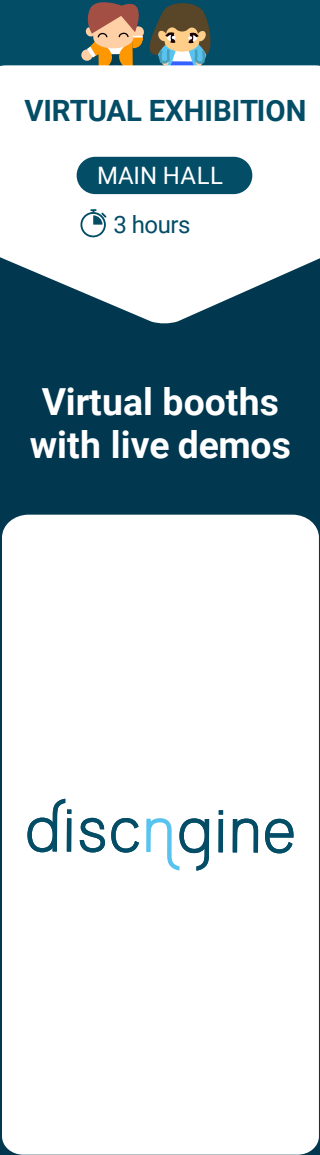 VIRTUAL EXHIBITION
MAIN HALL
3 hours
Virtual booths
with live demos
discngine